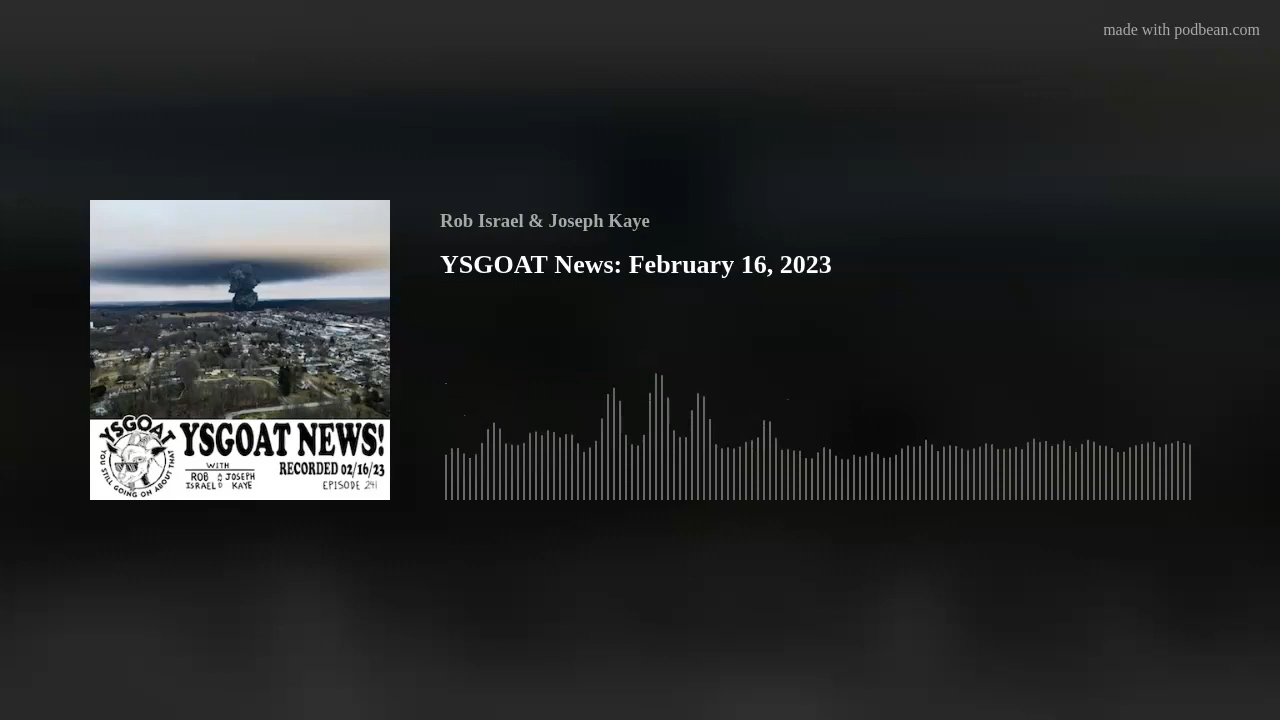 made with podbean.com
Rob Israel & Joseph Kaye
YSGOAT News: February 16, 2023
YSGOAT
YOU STILL GOING ON ABOUT THAT
YSGOAT NEWS!
WITH
ROB AND JOSEPH
ISRAEL KAYE
RECORDED 02/16/23
EPISODE 241